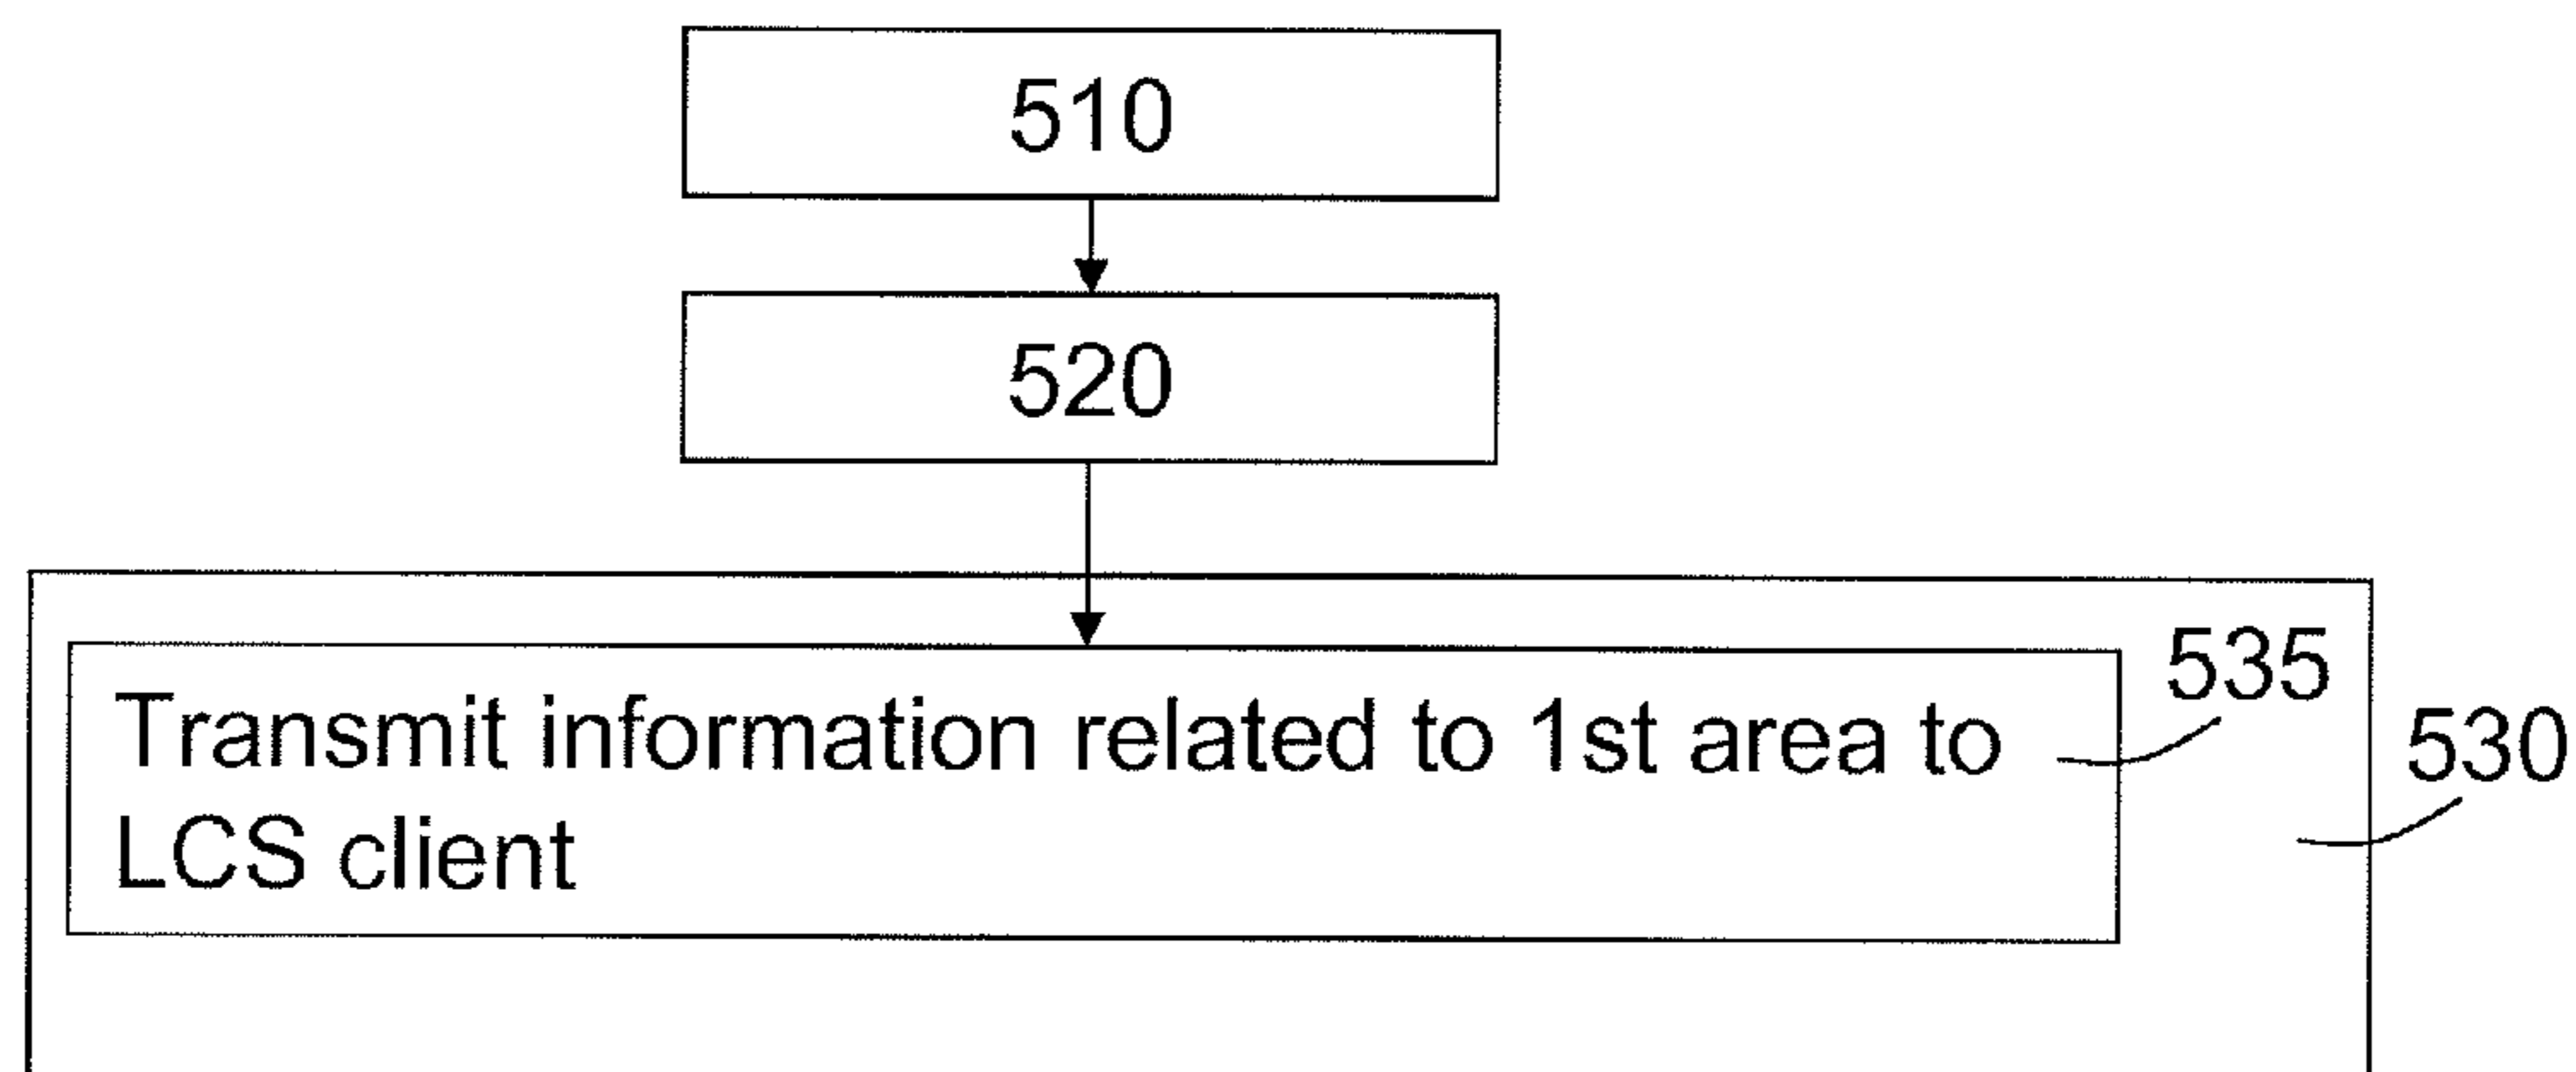 510
520
535
Transmit information related to 1st area to
530
LCS client